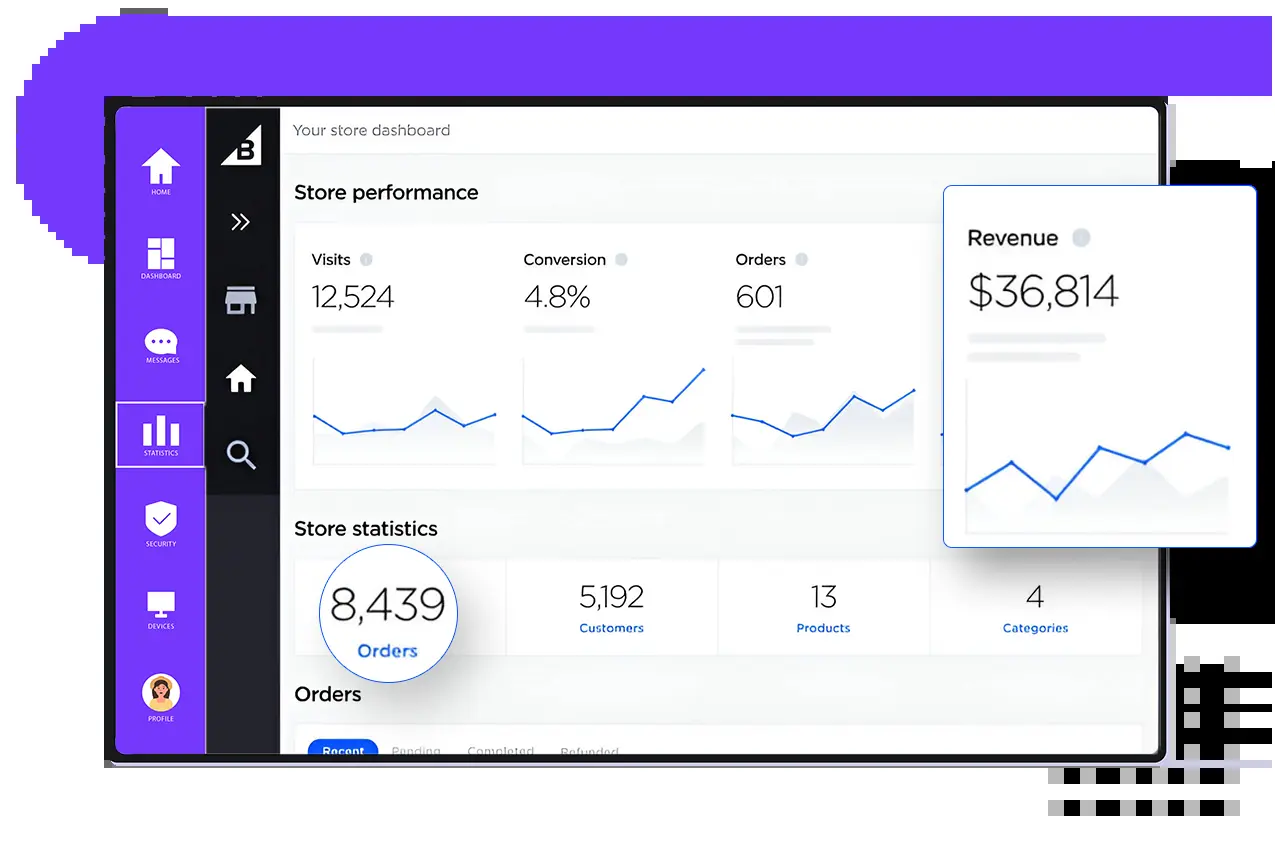 HOME
DASHBOARD
MESSAGES
STATISTICS
SECURITY
DEVICES
PROFILE
B
Your store dashboard
Store performance
Visits
12,524
Conversion
4.8%
Orders
601
Revenue
$36,814
Store statistics
8,439
Orders
5,192
Customers
13
Products
4
Categories
Orders
Recent Pending Completed Refunded